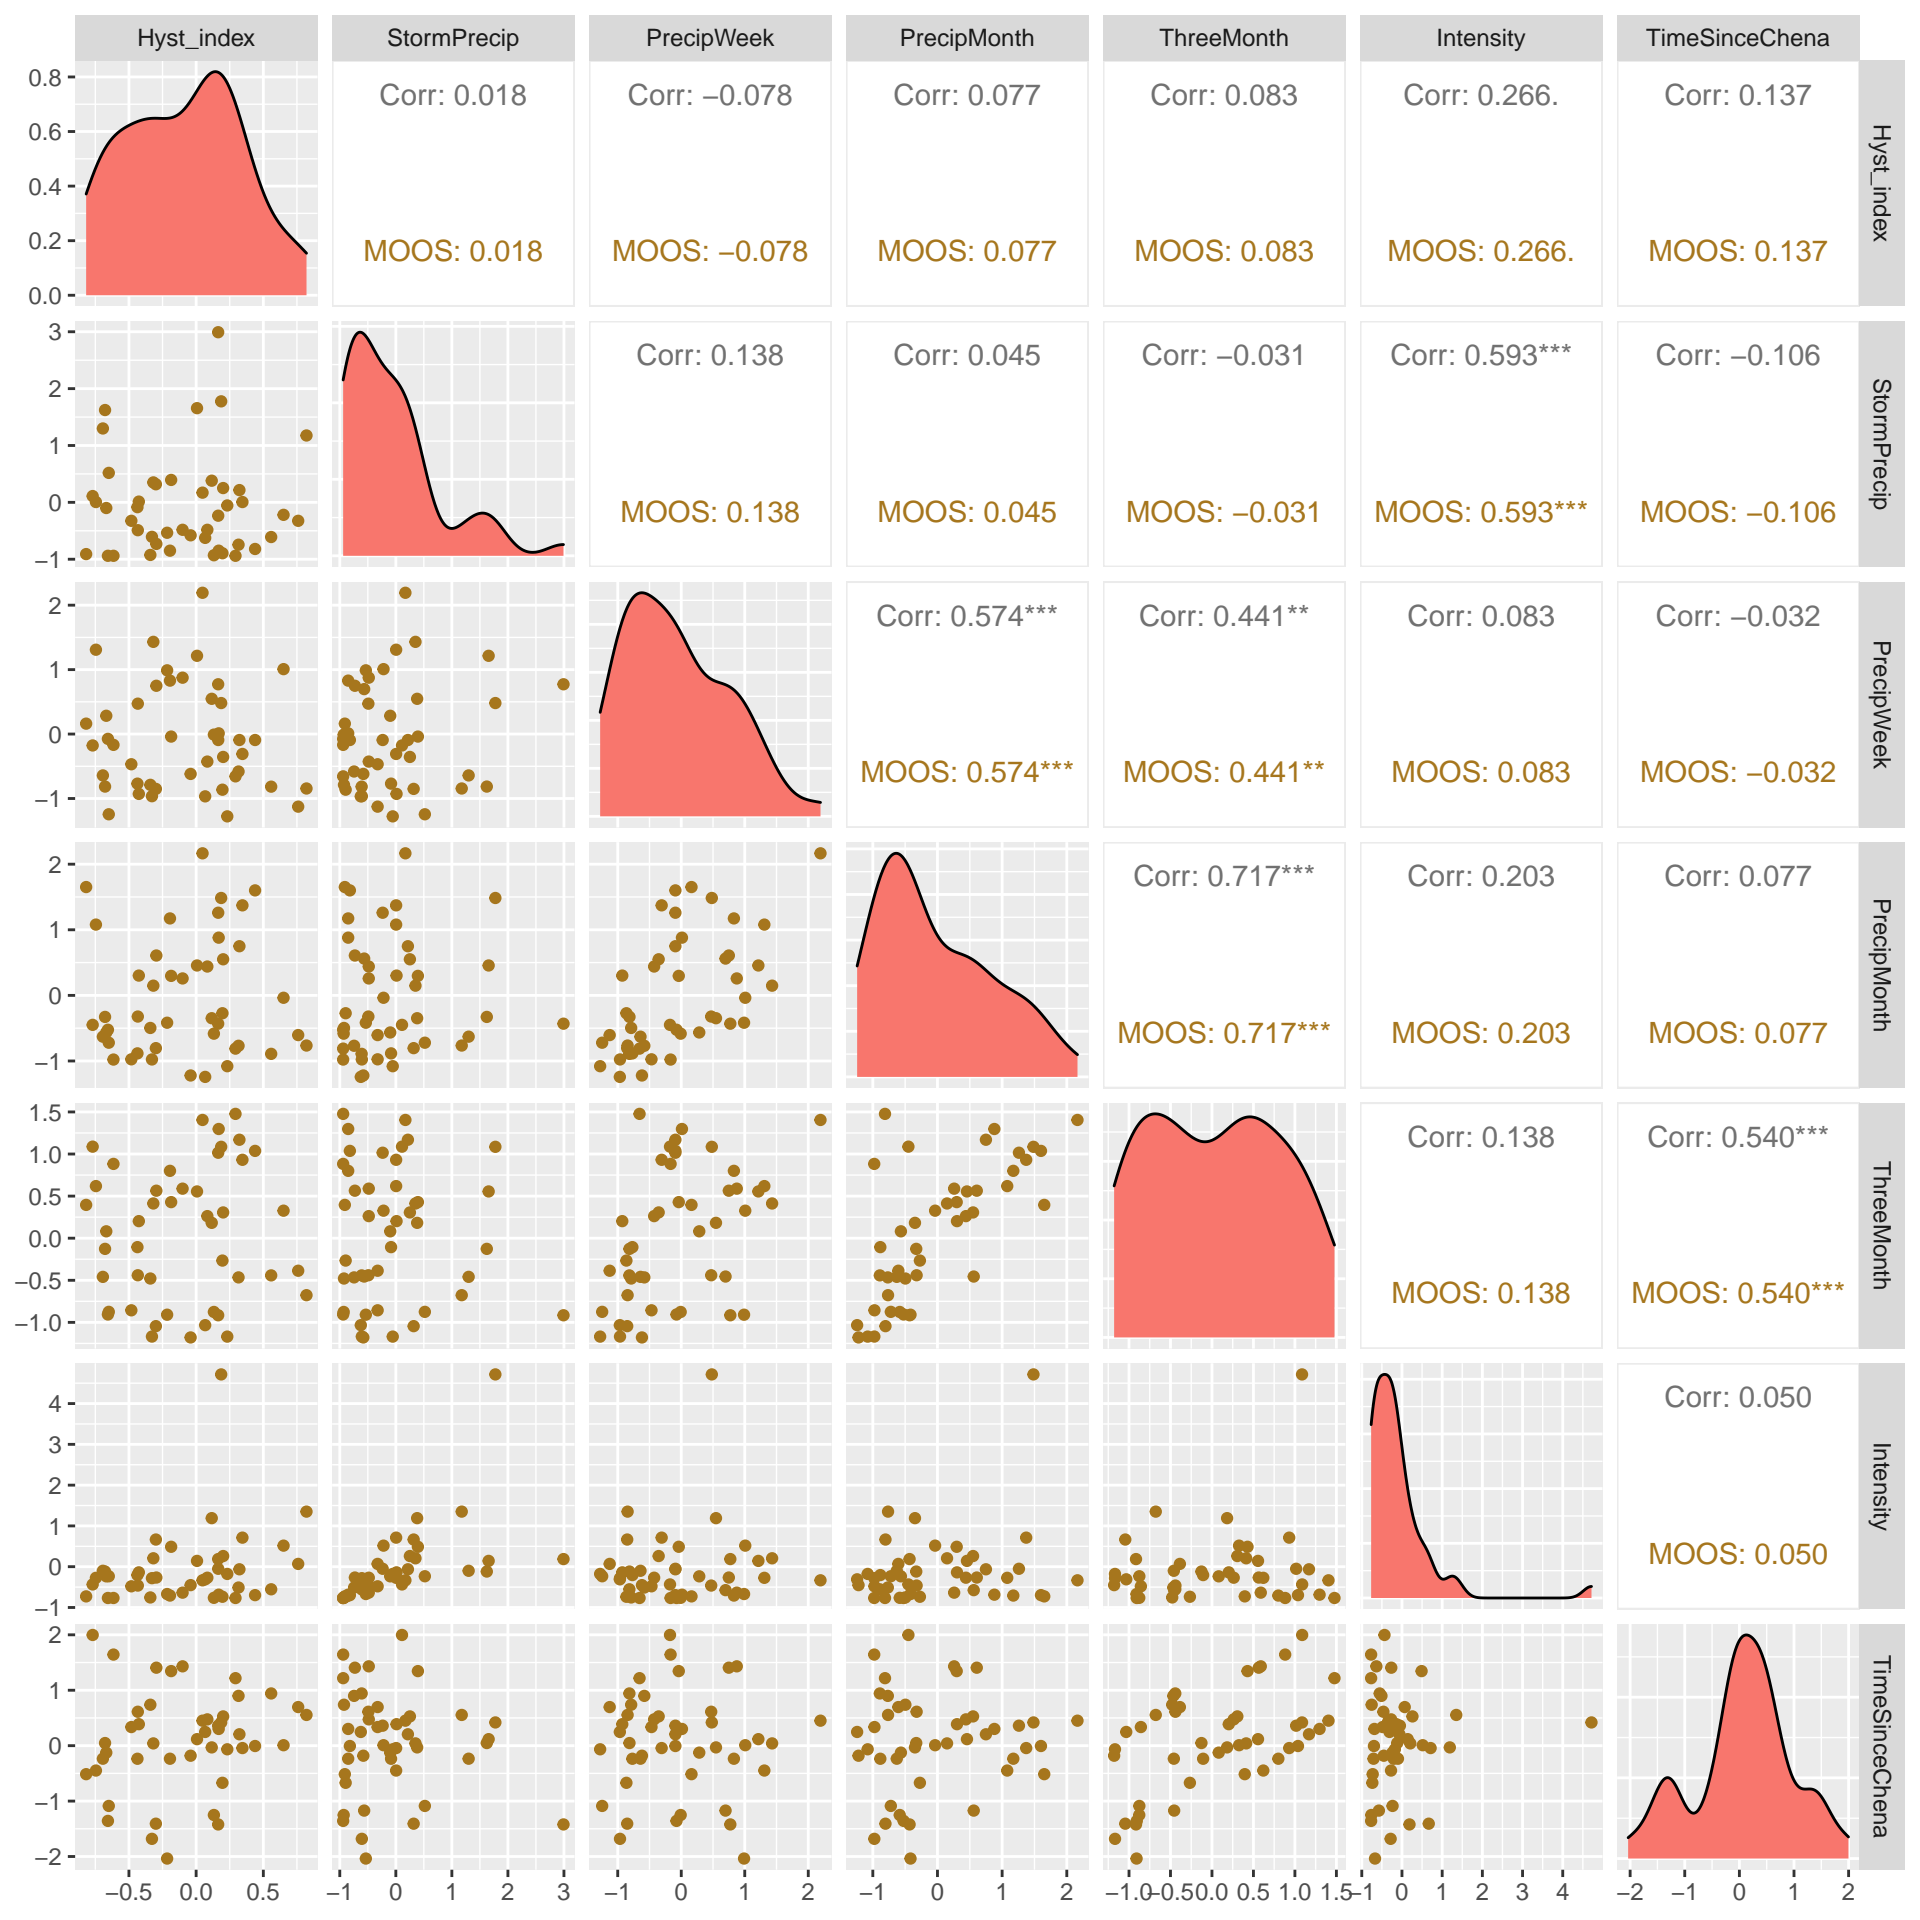 Hyst_index StormPrecip PrecipWeek PrecipMonth ThreeMonth Intensity TimeSinceChena
0.8
0.6
0.4
0.2
0.0
Corr: 0.018 Corr: −0.078 Corr: 0.077 Corr: 0.083 Corr: 0.266. Corr: 0.137
MOOS: 0.018 MOOS: −0.078 MOOS: 0.077 MOOS: 0.083 MOOS: 0.266. MOOS: 0.137
Hyst_index
3
2
1
0
−1
Corr: 0.138 Corr: 0.045 Corr: −0.031 Corr: 0.593*** Corr: −0.106
MOOS: 0.138 MOOS: 0.045 MOOS: −0.031 MOOS: 0.593*** MOOS: −0.106
StormPrecip
2
1
0
−1
Corr: 0.574*** Corr: 0.441** Corr: 0.083 Corr: −0.032
MOOS: 0.574*** MOOS: 0.441** MOOS: 0.083 MOOS: −0.032
PrecipWeek
2
1
0
−1
Corr: 0.717*** Corr: 0.203 Corr: 0.077
MOOS: 0.717*** MOOS: 0.203 MOOS: 0.077
PrecipMonth
1.5
1.0
0.5
0.0
−0.5
−1.0
Corr: 0.138 Corr: 0.540***
MOOS: 0.138 MOOS: 0.540***
ThreeMonth
4
3
2
1
0
−1
Corr: 0.050
MOOS: 0.050
Intensity
2
1
0
−1
−2
TimeSinceChena
−0.5 0.0 0.5 −1 0 1 2 3 −1 0 1 2 −1 0 1 2 −1.0 −0.5 0.0 0.5 1.0 1.5 −1 0 1 2 3 4 −2 −1 0 1 2